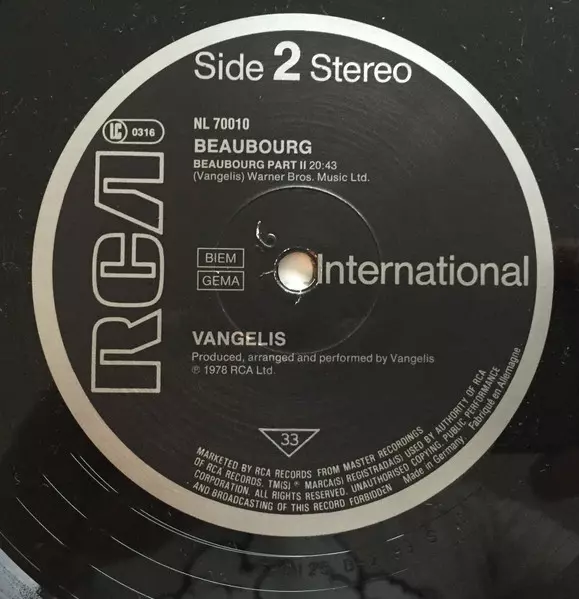 Side 2 Stereo
LC 0316
NL 70010
BEAUBOURG
BEAUBOURG PART II 20:43
(Vangelis) Warner Bros. Music Ltd.
RCA
BIEM
GEMA
International
VANGELIS
Produced, arranged and performed by Vangelis
℗ 1978 RCA Ltd.
33
MARKETED BY RCA RECORDS FROM MASTER RECORDINGS
OF RCA RECORDS. TM(S) ® MARCA(S) REGISTRADA(S) USED BY AUTHORITY OF RCA
CORPORATION. ALL RIGHTS RESERVED. UNAUTHORISED COPYING, PUBLIC PERFORMANCE
AND BROADCASTING OF THIS RECORD FORBIDDEN
Made in Germany. Fabriqué en Allemagne